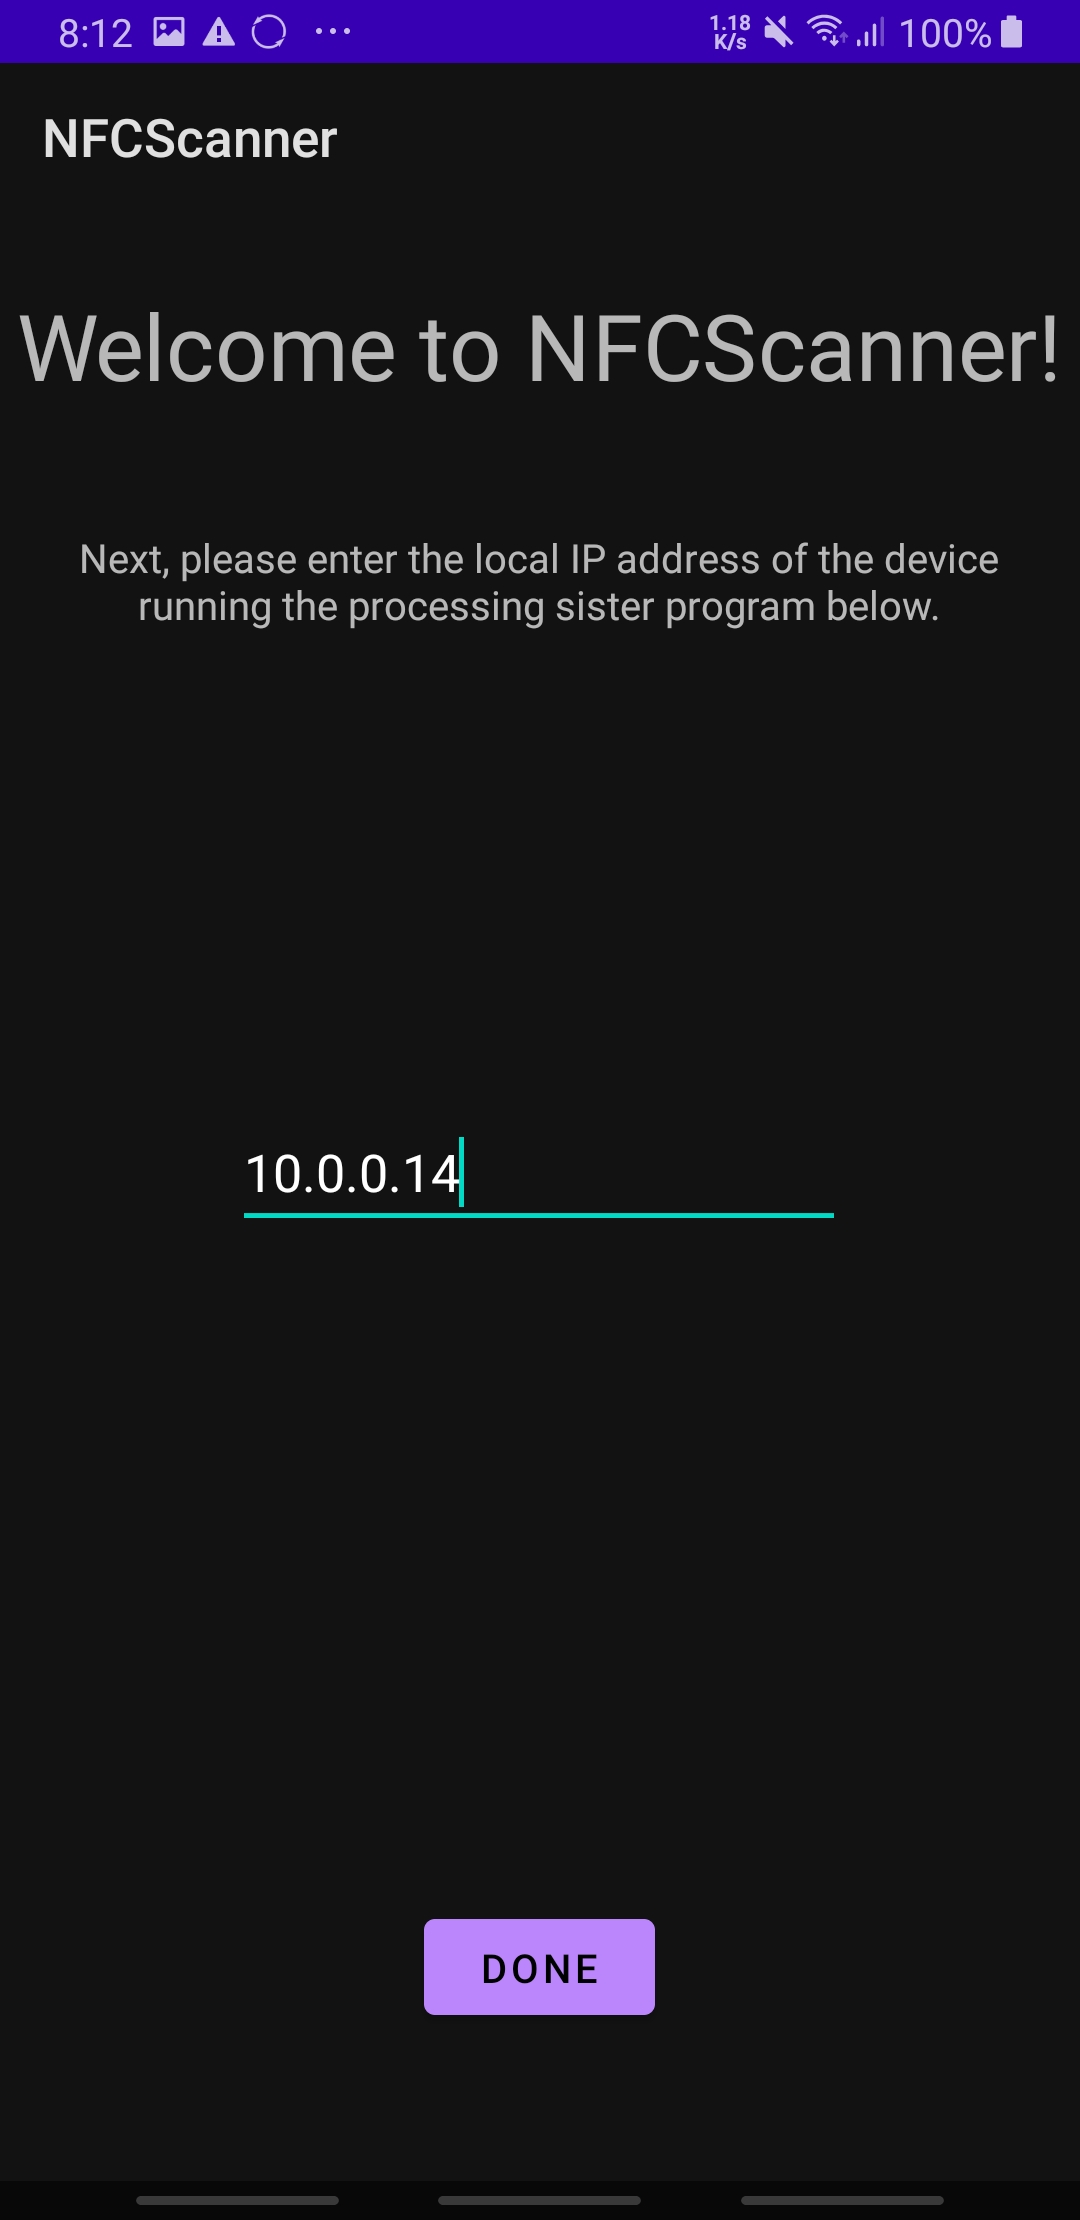 8:12
1.18 K/s
100%
NFCScanner
Welcome to NFCScanner!
Next, please enter the local IP address of the device
running the processing sister program below.
10.0.0.14
DONE